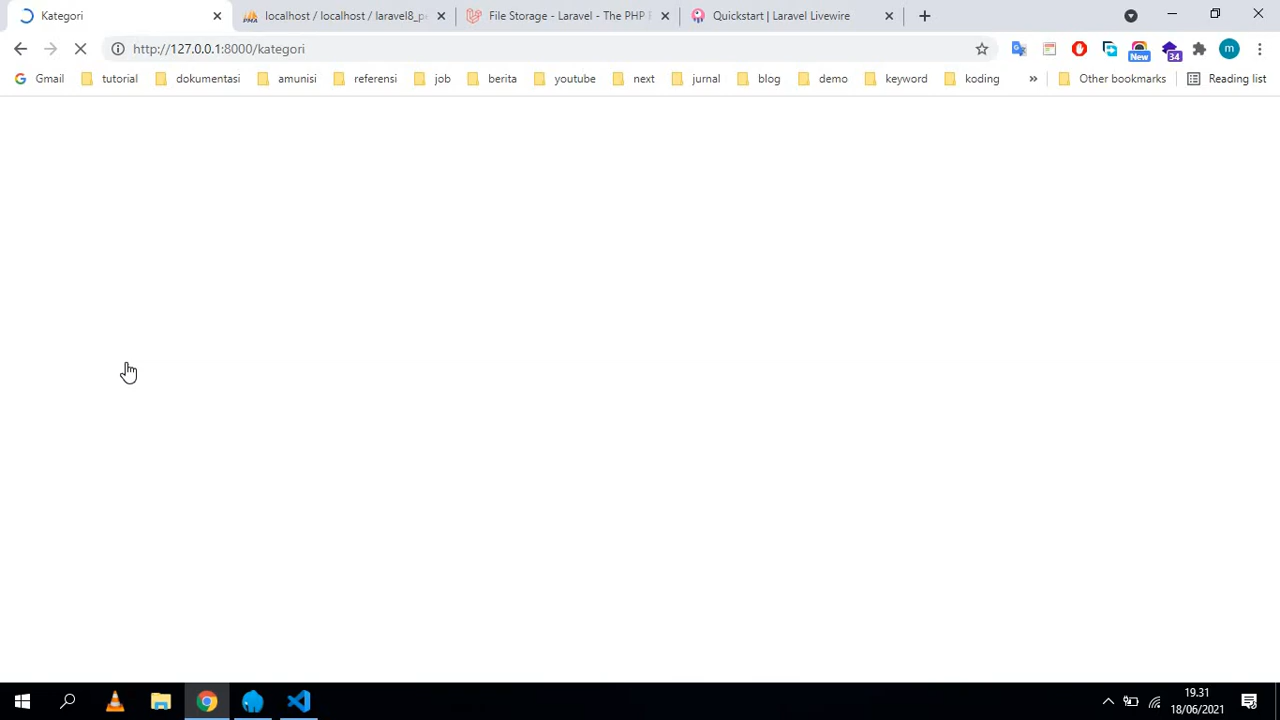 Kategori
localhost / localhost / laravel8_pe
File Storage - Laravel - The PHP F
Quickstart | Laravel Livewire
http://127.0.0.1:8000/kategori
New
34
m
Gmail
tutorial
dokumentasi
amunisi
referensi
job
berita
youtube
next
jurnal
blog
demo
keyword
koding
»
Other bookmarks
Reading list
19.31
18/06/2021